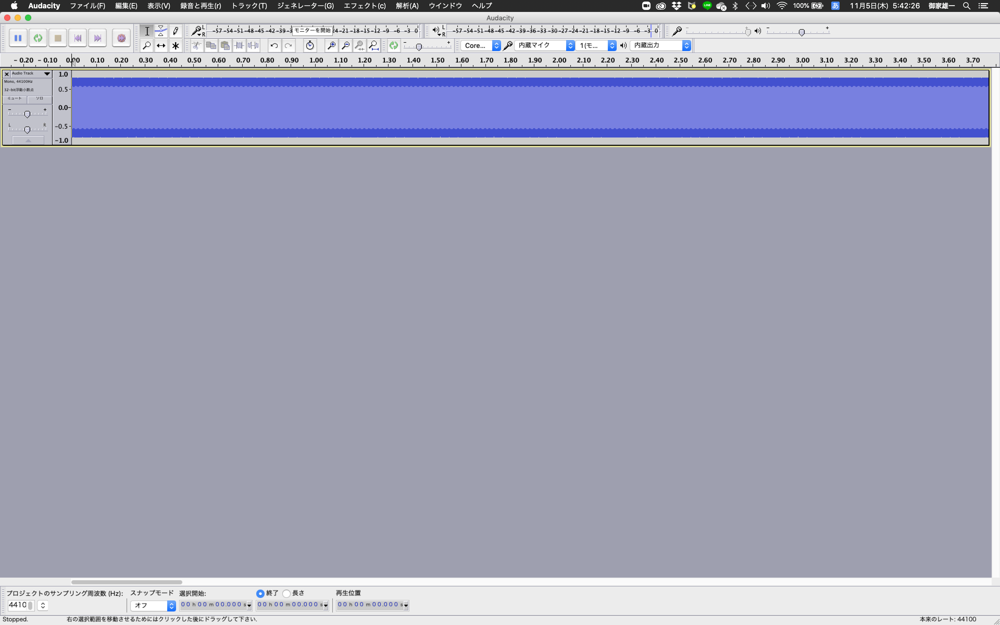 Audacity ファイル(F) 編集(E) 表示(V) 録音と再生(r) トラック(T) ジェネレーター(G) エフェクト(c) 解析(A) ウインドウ ヘルプ LINE 100% あ 11月5日(木) 5:42:26 御家雄一
Audacity
L R -57 -54 -51 -48 -45 -42 -39 -3 モニターを開始 24 -21 -18 -15 -12 -9 -6 -3 0 L R -57 -54 -51 -48 -45 -42 -39 -36 -33 -30 -27 -24 -21 -18 -15 -12 -9 -6 -3 0 - + - +
- + Core... 内蔵マイク 1(モ... 内蔵出力
- 0.20 - 0.10 0.00 0.10 0.20 0.30 0.40 0.50 0.60 0.70 0.80 0.90 1.00 1.10 1.20 1.30 1.40 1.50 1.60 1.70 1.80 1.90 2.00 2.10 2.20 2.30 2.40 2.50 2.60 2.70 2.80 2.90 3.00 3.10 3.20 3.30 3.40 3.50 3.60 3.70
Audio Track 1.0
Mono, 44100Hz
32-bit浮動小数点 0.5
ミュート ソロ
- + 0.0
L R -0.5
-1.0
プロジェクトのサンプリング周波数 (Hz): スナップモード 選択開始: 終了 長さ 再生位置
4410 オフ 00 h 00 m 00.000 s 00 h 00 m 00.000 s 00 h 00 m 00.000 s
Stopped. 右の選択範囲を移動させるためにはクリックした後にドラッグして下さい. 本来のレート: 44100